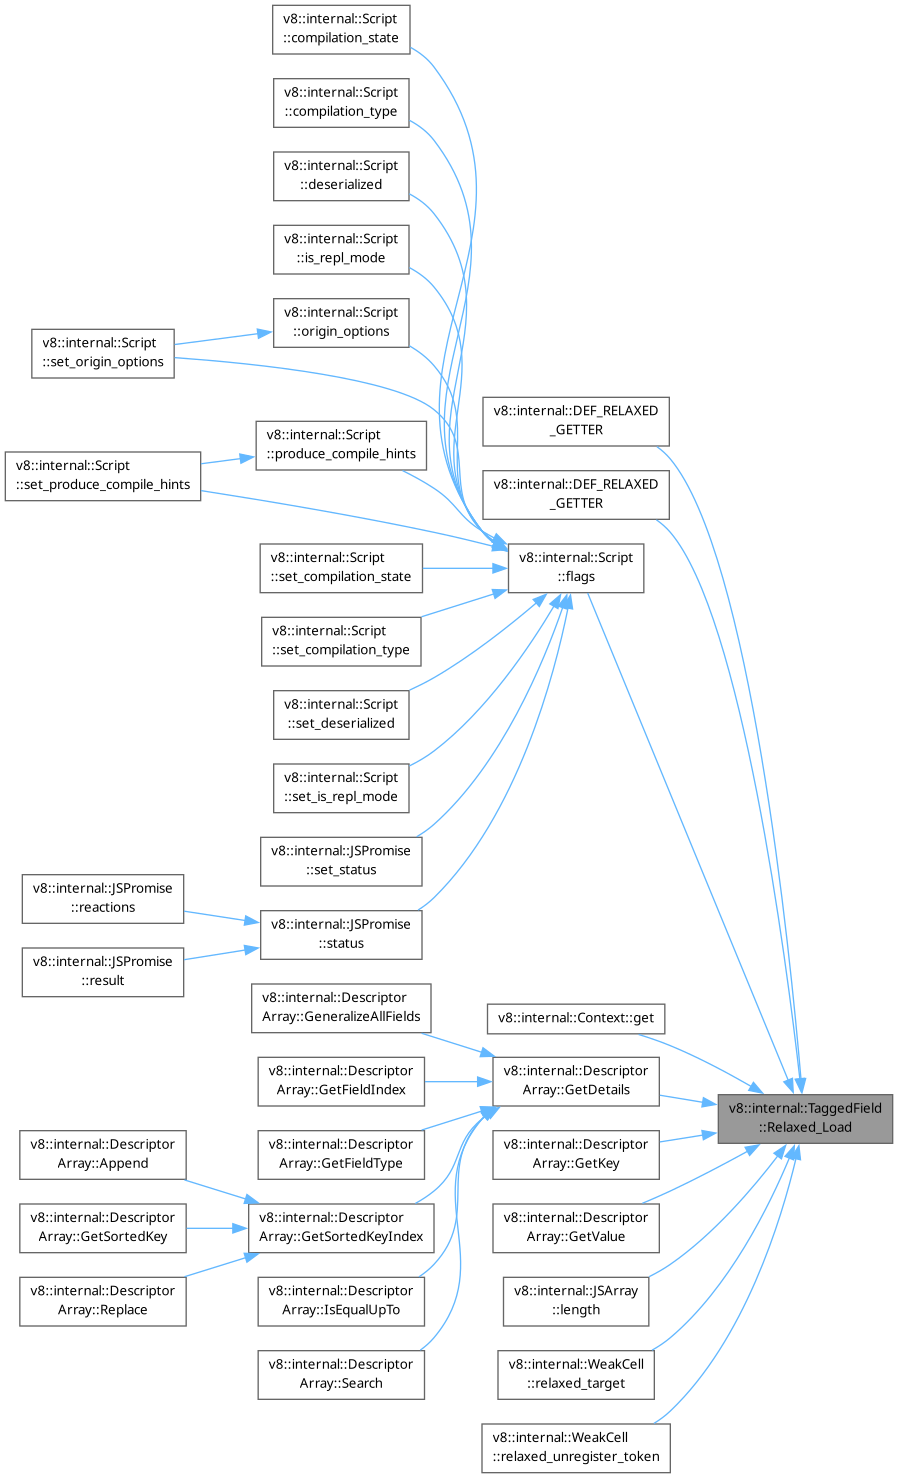 v8::internal::Script
::compilation_state
v8::internal::Script
::compilation_type
v8::internal::Script
::deserialized
v8::internal::Script
::is_repl_mode
v8::internal::Script
::origin_options
v8::internal::Script
::set_origin_options
v8::internal::DEF_RELAXED
_GETTER
v8::internal::Script
::produce_compile_hints
v8::internal::Script
::set_produce_compile_hints
v8::internal::DEF_RELAXED
_GETTER
v8::internal::Script
::set_compilation_state
v8::internal::Script
::flags
v8::internal::Script
::set_compilation_type
v8::internal::Script
::set_deserialized
v8::internal::Script
::set_is_repl_mode
v8::internal::JSPromise
::set_status
v8::internal::JSPromise
::reactions
v8::internal::JSPromise
::status
v8::internal::JSPromise
::result
v8::internal::Descriptor
Array::GeneralizeAllFields
v8::internal::Context::get
v8::internal::Descriptor
Array::GetFieldIndex
v8::internal::Descriptor
Array::GetDetails
v8::internal::TaggedField
::Relaxed_Load
v8::internal::Descriptor
Array::Append
v8::internal::Descriptor
Array::GetFieldType
v8::internal::Descriptor
Array::GetKey
v8::internal::Descriptor
Array::GetSortedKey
v8::internal::Descriptor
Array::GetSortedKeyIndex
v8::internal::Descriptor
Array::GetValue
v8::internal::Descriptor
Array::Replace
v8::internal::Descriptor
Array::IsEqualUpTo
v8::internal::JSArray
::length
v8::internal::Descriptor
Array::Search
v8::internal::WeakCell
::relaxed_target
v8::internal::WeakCell
::relaxed_unregister_token